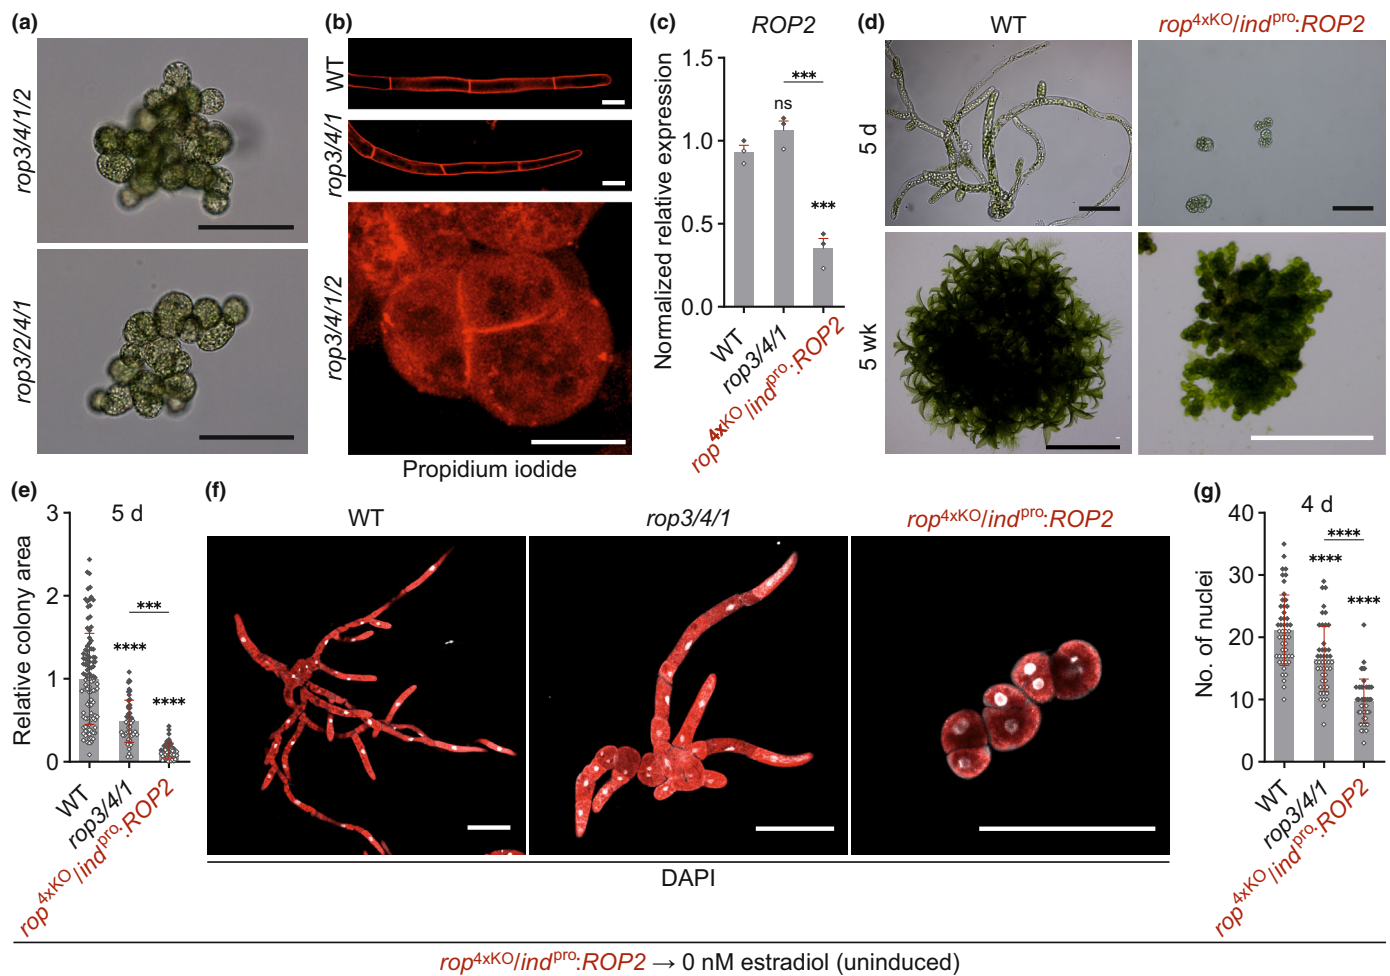 (a)
rop3/4/1/2
rop3/2/4/1
(b)
WT
rop3/4/1
rop3/4/1/2
Propidium iodide
(c)
ROP2
Normalized relative expression
1.5
1.0
0.5
0.0
***
ns
***
WT
rop3/4/1
rop4xKO/indpro:ROP2
(d)
WT
rop4xKO/indpro:ROP2
5 d
5 wk
(e)
5 d
Relative colony area
3
2
1
0
***
****
****
WT
rop3/4/1
rop4xKO/indpro:ROP2
(f)
WT
rop3/4/1
rop4xKO/indpro:ROP2
DAPI
(g)
4 d
No. of nuclei
40
30
20
10
0
****
****
****
WT
rop3/4/1
rop4xKO/indpro:ROP2
rop4xKO/indpro:ROP2 → 0 nM estradiol (uninduced)